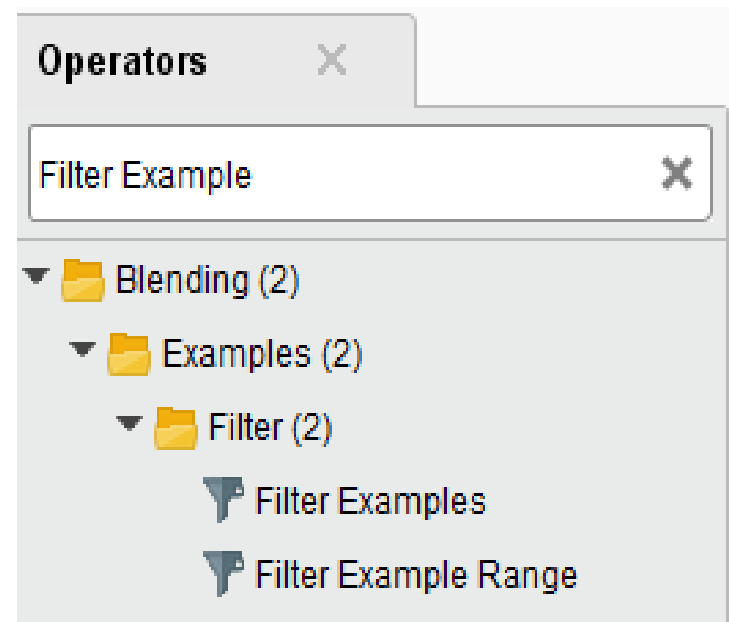 Operators
Filter Example
Blending (2)
Examples (2)
Filter (2)
Filter Examples
Filter Example Range